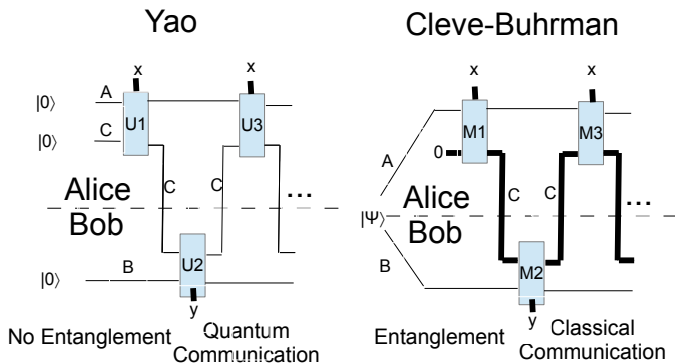 Yao
Cleve-Buhrman
x
x
x
x
|0⟩
A
U1
U3
M1
M3
|0⟩
C
0
A
C
C
C
C
...
...
Alice
Alice
Bob
Bob
|Ψ⟩
|0⟩
B
U2
B
M2
y
y
No Entanglement
Quantum
Communication
Entanglement
Classical
Communication